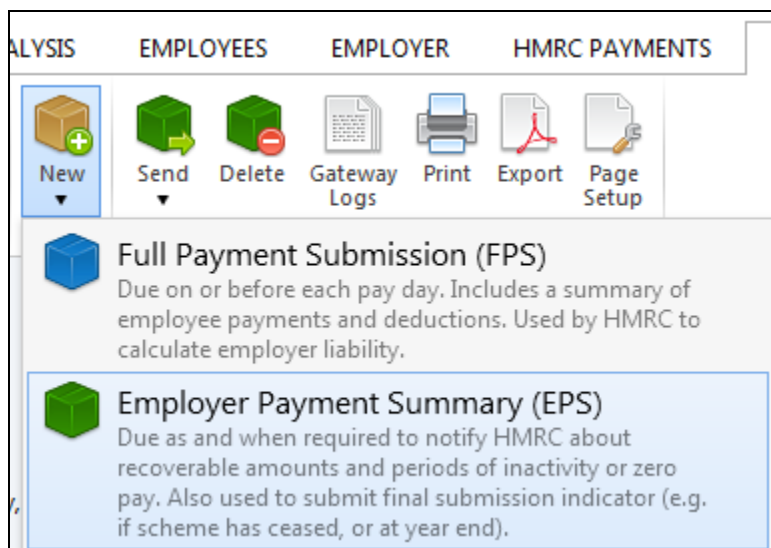 ALYSIS EMPLOYEES EMPLOYER HMRC PAYMENTS
New Send Delete Gateway Logs Print Export Page Setup
Full Payment Submission (FPS)
Due on or before each pay day. Includes a summary of
employee payments and deductions. Used by HMRC to
calculate employer liability.
Employer Payment Summary (EPS)
Due as and when required to notify HMRC about
recoverable amounts and periods of inactivity or zero
pay. Also used to submit final submission indicator (e.g.
if scheme has ceased, or at year end).